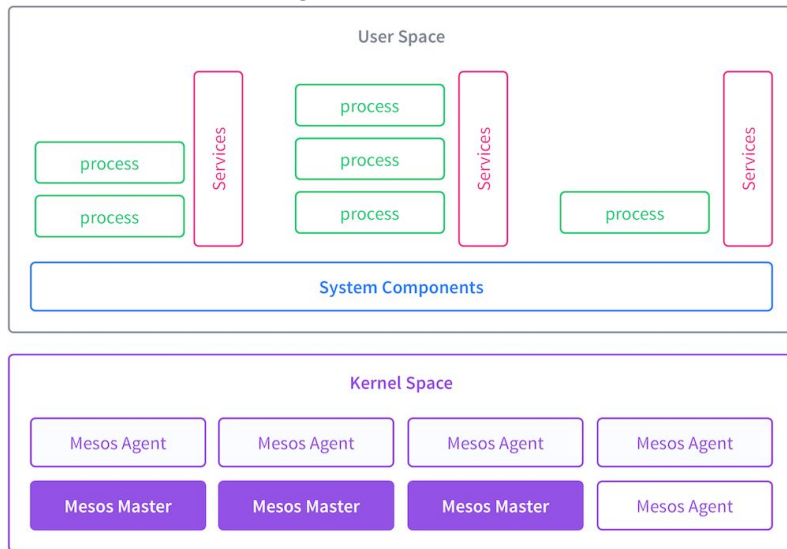 User Space
process
process
Services
process
process
process
Services
process
Services
System Components
Kernel Space
Mesos Agent
Mesos Agent
Mesos Agent
Mesos Agent
Mesos Master
Mesos Master
Mesos Master
Mesos Agent